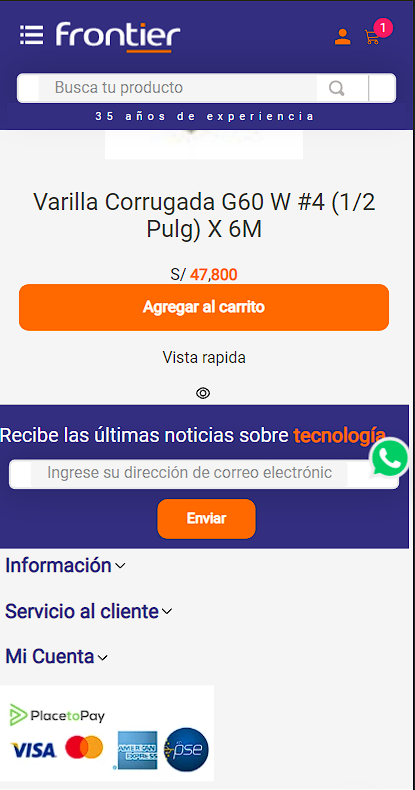 frontier
1
Busca tu producto
35 años de experiencia
Varilla Corrugada G60 W #4 (1/2
Pulg) X 6M
S/ 47,800
Agregar al carrito
Vista rapida
Recibe las últimas noticias sobre tecnología
Ingrese su dirección de correo electrónic
Enviar
Información
Servicio al cliente
Mi Cuenta
PlacetoPay
VISA
AMERICAN
EXPRESS
pse